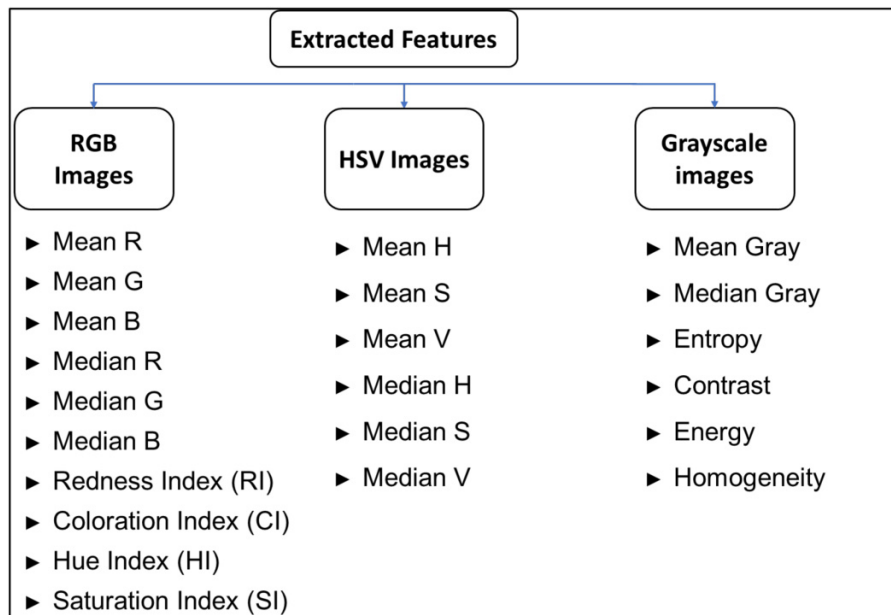 Extracted Features
RGB
Images
► Mean R
► Mean G
► Mean B
► Median R
► Median G
► Median B
► Redness Index (RI)
► Coloration Index (CI)
► Hue Index (HI)
► Saturation Index (SI)
HSV Images
► Mean H
► Mean S
► Mean V
► Median H
► Median S
► Median V
Grayscale
images
► Mean Gray
► Median Gray
► Entropy
► Contrast
► Energy
► Homogeneity